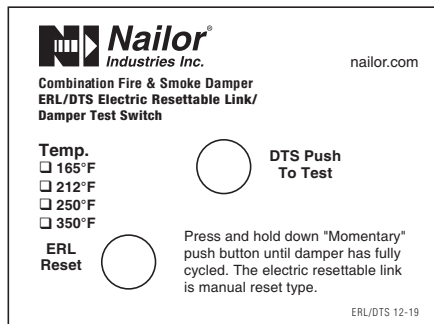 Nailor®
Industries Inc.
nailor.com
Combination Fire & Smoke Damper
ERL/DTS Electric Resettable Link/
Damper Test Switch
Temp.
❑ 165°F
❑ 212°F
❑ 250°F
❑ 350°F
DTS Push
To Test
ERL
Reset
Press and hold down "Momentary"
push button until damper has fully
cycled. The electric resettable link
is manual reset type.
ERL/DTS 12-19